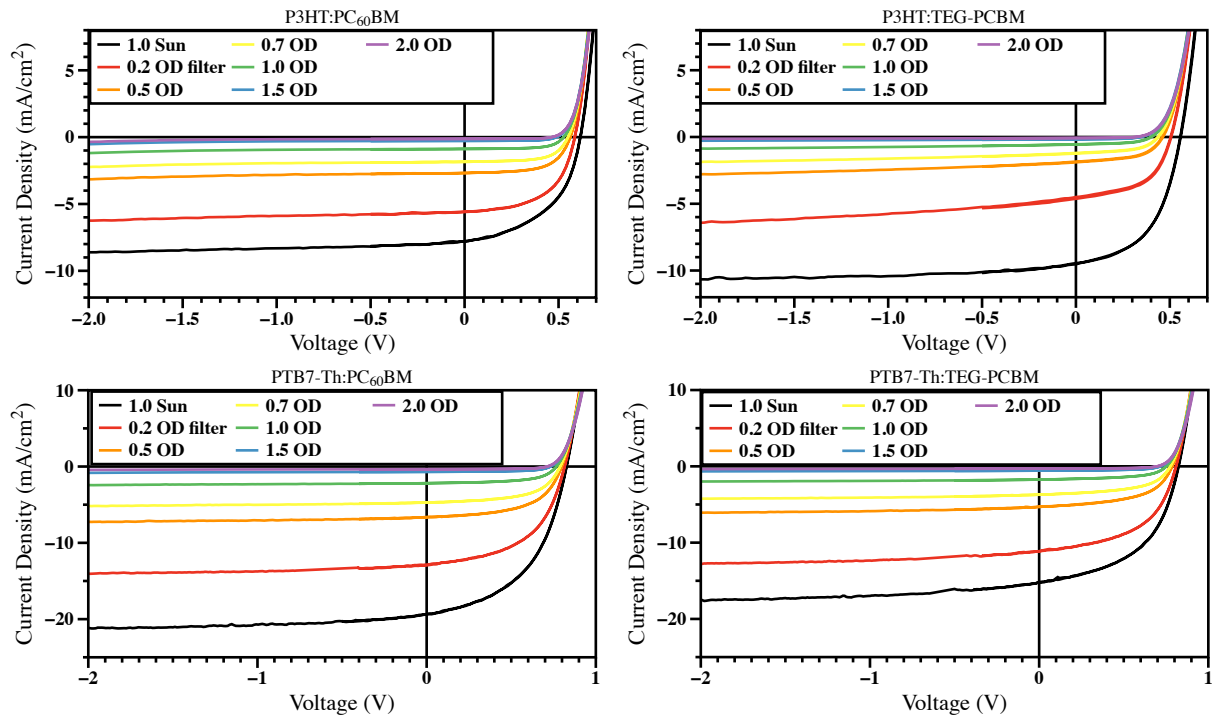 P3HT:PC₆₀BM
1.0 Sun 0.7 OD 2.0 OD
0.2 OD filter 1.0 OD
0.5 OD 1.5 OD
Current Density (mA/cm²)
5
0
−5
−10
−2.0 −1.5 −1.0 −0.5 0 0.5
Voltage (V)
P3HT:TEG-PCBM
1.0 Sun 0.7 OD 2.0 OD
0.2 OD filter 1.0 OD
0.5 OD 1.5 OD
Current Density (mA/cm²)
5
0
−5
−10
−2.0 −1.5 −1.0 −0.5 0 0.5
Voltage (V)
PTB7-Th:PC₆₀BM
1.0 Sun 0.7 OD 2.0 OD
0.2 OD filter 1.0 OD
0.5 OD 1.5 OD
Current Density (mA/cm²)
10
0
−10
−20
−2 −1 0 1
Voltage (V)
PTB7-Th:TEG-PCBM
1.0 Sun 0.7 OD 2.0 OD
0.2 OD filter 1.0 OD
0.5 OD 1.5 OD
Current Density (mA/cm²)
10
0
−10
−20
−2 −1 0 1
Voltage (V)